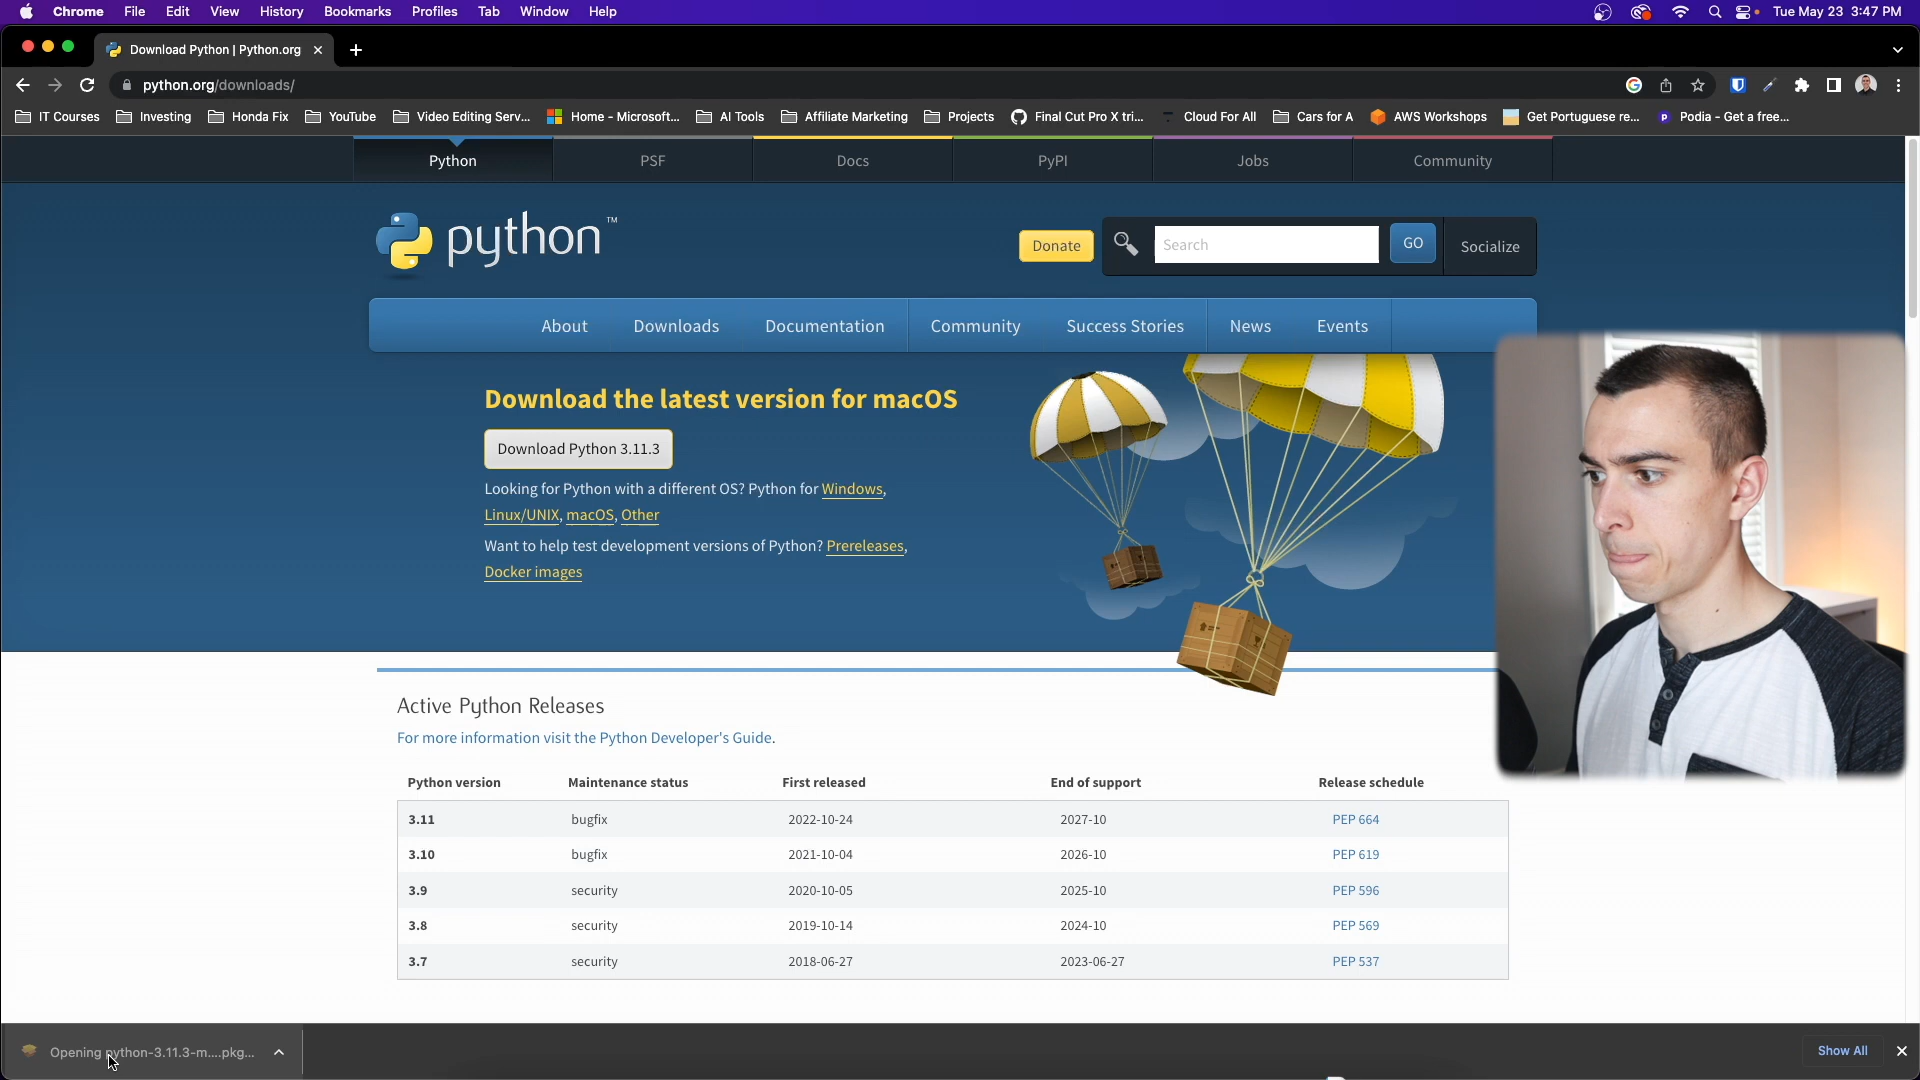 Chrome File Edit View History Bookmarks Profiles Tab Window Help
Tue May 23 3:47 PM
Download Python | Python.org
python.org/downloads/
IT Courses Investing Honda Fix YouTube Video Editing Serv... Home - Microsoft... AI Tools Affiliate Marketing Projects Final Cut Pro X tri... Cloud For All Cars for A AWS Workshops Get Portuguese re... Podia - Get a free...
Python PSF Docs PyPI Jobs Community
python™
Donate
Search
GO
Socialize
About Downloads Documentation Community Success Stories News Events
Download the latest version for macOS
Download Python 3.11.3
Looking for Python with a different OS? Python for Windows,
Linux/UNIX, macOS, Other
Want to help test development versions of Python? Prereleases,
Docker images
Active Python Releases
For more information visit the Python Developer's Guide.
Python version Maintenance status First released End of support Release schedule
3.11 bugfix 2022-10-24 2027-10 PEP 664
3.10 bugfix 2021-10-04 2026-10 PEP 619
3.9 security 2020-10-05 2025-10 PEP 596
3.8 security 2019-10-14 2024-10 PEP 569
3.7 security 2018-06-27 2023-06-27 PEP 537
Opening python-3.11.3-m....pkg...
Show All